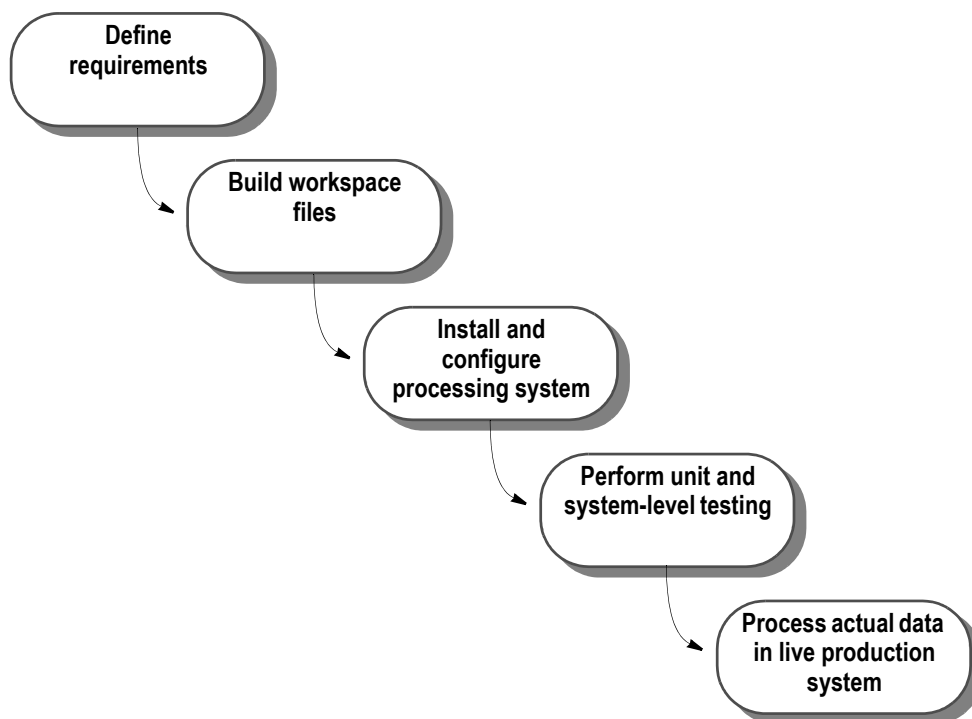 Define
requirements
Build workspace
files
Install and
configure
processing system
Perform unit and
system-level testing
Process actual data
in live production
system